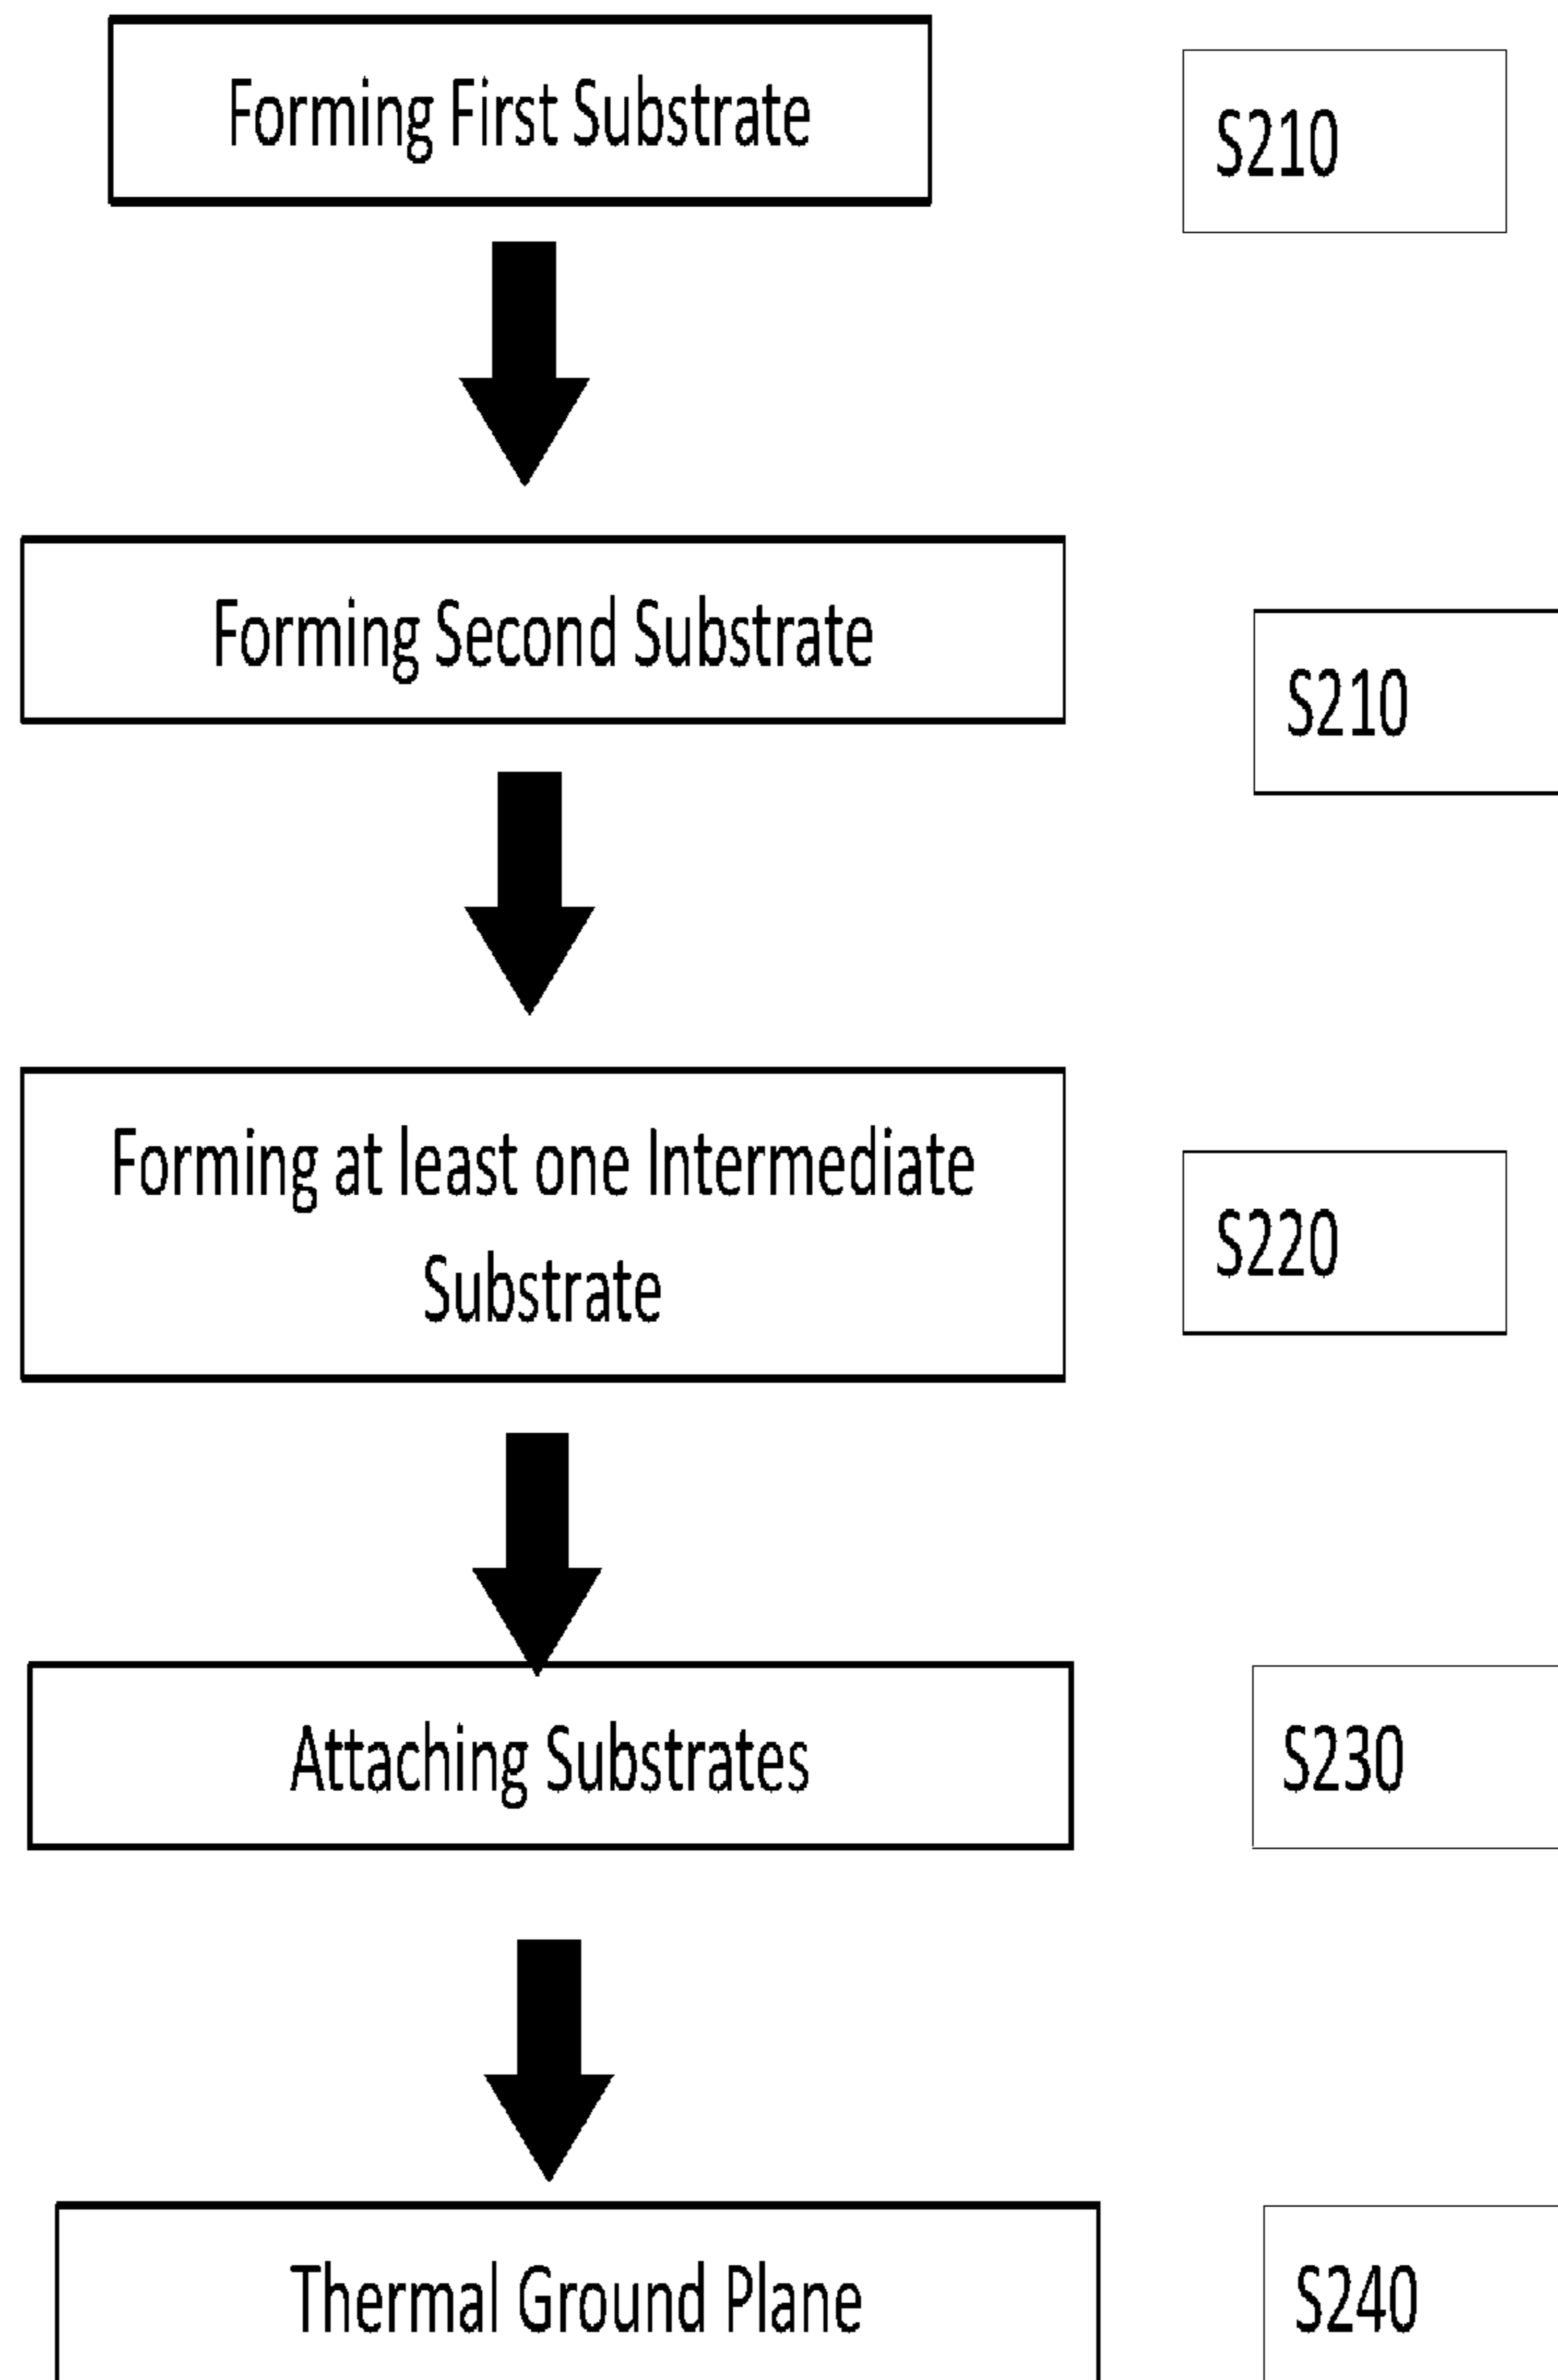 Forming First Substrate
S210
Forming Second Substrate
S210
Forming at least one Intermediate
Substrate
S220
Attaching Substrates
S230
Thermal Ground Plane
S240